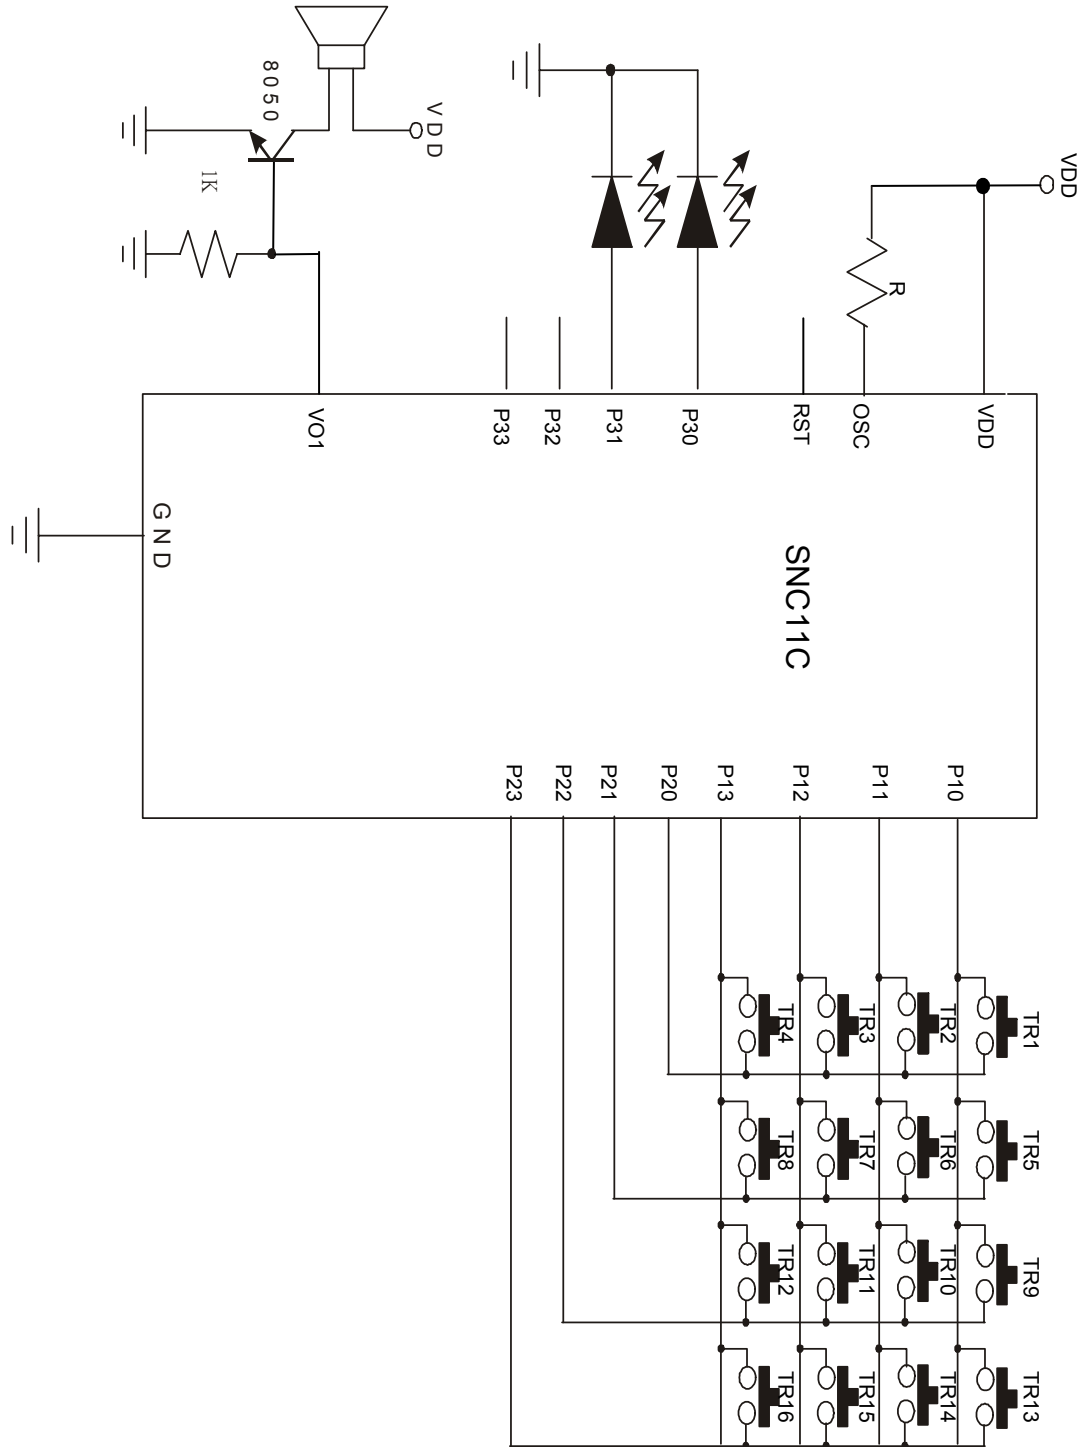 8050
VDD
1K
VDD
R
VO1
P33
P32
P31
P30
RST
OSC
VDD
GND
SNC11C
P23
P22
P21
P20
P13
P12
P11
P10
TR4
TR3
TR2
TR1
TR8
TR7
TR6
TR5
TR12
TR11
TR10
TR9
TR16
TR15
TR14
TR13